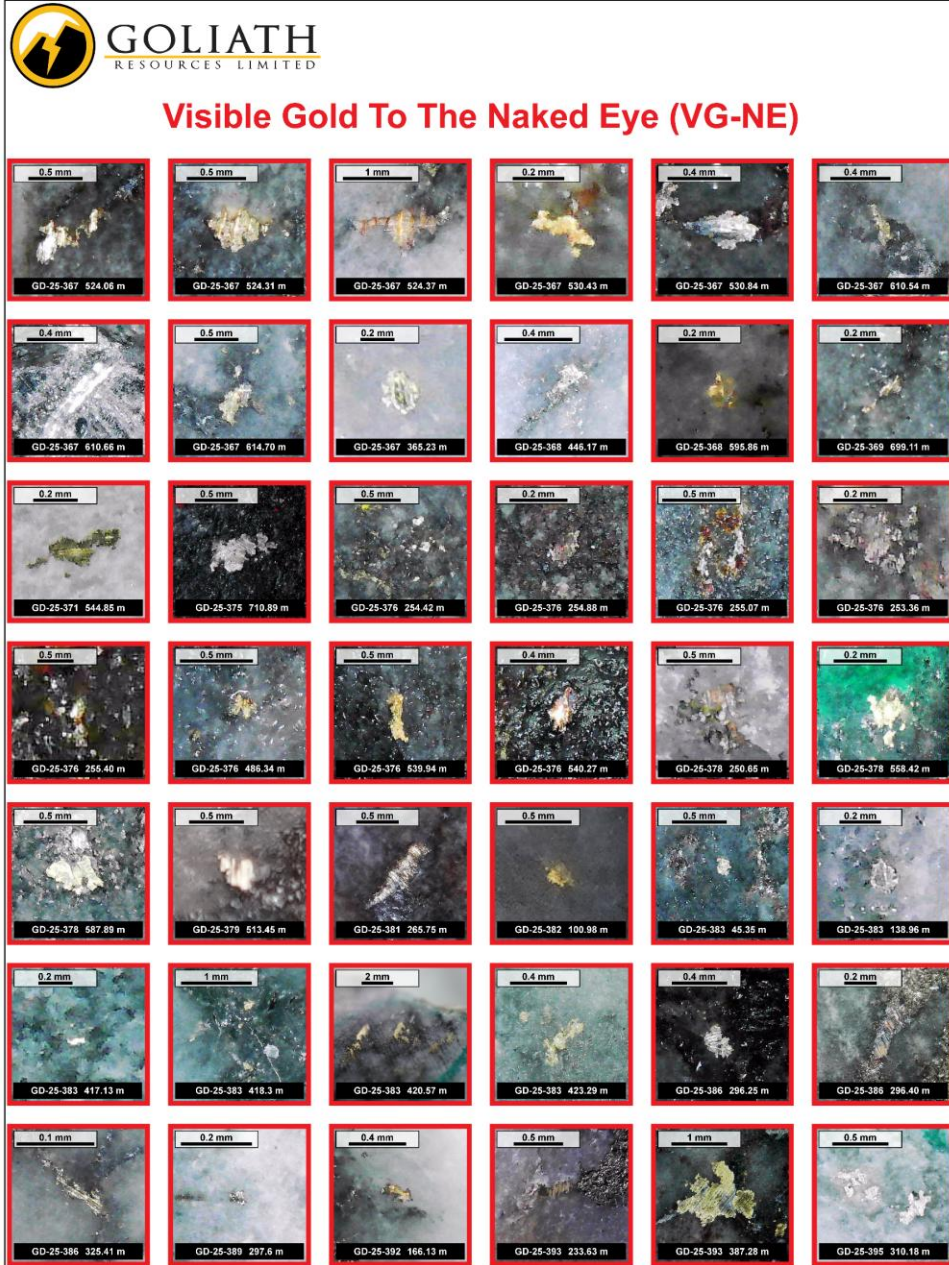 GOLIATH
RESOURCES LIMITED
Visible Gold To The Naked Eye (VG-NE)
0.5 mm
GD-25-367 524.06 m
0.5 mm
GD-25-367 524.31 m
1 mm
GD-25-367 524.37 m
0.2 mm
GD-25-367 530.43 m
0.4 mm
GD-25-367 530.84 m
0.4 mm
GD-25-367 610.54 m
0.4 mm
GD-25-367 610.66 m
0.5 mm
GD-25-367 614.70 m
0.2 mm
GD-25-367 365.23 m
0.4 mm
GD-25-368 446.17 m
0.2 mm
GD-25-368 595.86 m
0.2 mm
GD-25-369 699.11 m
0.2 mm
GD-25-371 544.85 m
0.5 mm
GD-25-375 710.89 m
0.5 mm
GD-25-376 254.42 m
0.2 mm
GD-25-376 254.88 m
0.5 mm
GD-25-376 255.07 m
0.2 mm
GD-25-376 253.36 m
0.5 mm
GD-25-376 255.40 m
0.5 mm
GD-25-376 486.34 m
0.5 mm
GD-25-376 539.94 m
0.4 mm
GD-25-376 540.27 m
0.5 mm
GD-25-378 250.65 m
0.2 mm
GD-25-378 558.42 m
0.5 mm
GD-25-378 587.89 m
0.5 mm
GD-25-379 513.45 m
0.5 mm
GD-25-381 265.75 m
0.5 mm
GD-25-382 100.98 m
0.5 mm
GD-25-383 45.35 m
0.5 mm
GD-25-383 138.96 m
0.2 mm
GD-25-383 417.13 m
1 mm
GD-25-383 418.3 m
2 mm
GD-25-383 420.57 m
0.4 mm
GD-25-383 423.29 m
0.4 mm
GD-25-386 296.25 m
0.2 mm
GD-25-386 296.40 m
0.1 mm
GD-25-386 325.41 m
0.2 mm
GD-25-389 297.6 m
0.4 mm
GD-25-392 166.13 m
0.5 mm
GD-25-393 233.63 m
1 mm
GD-25-393 387.28 m
0.5 mm
GD-25-395 310.18 m